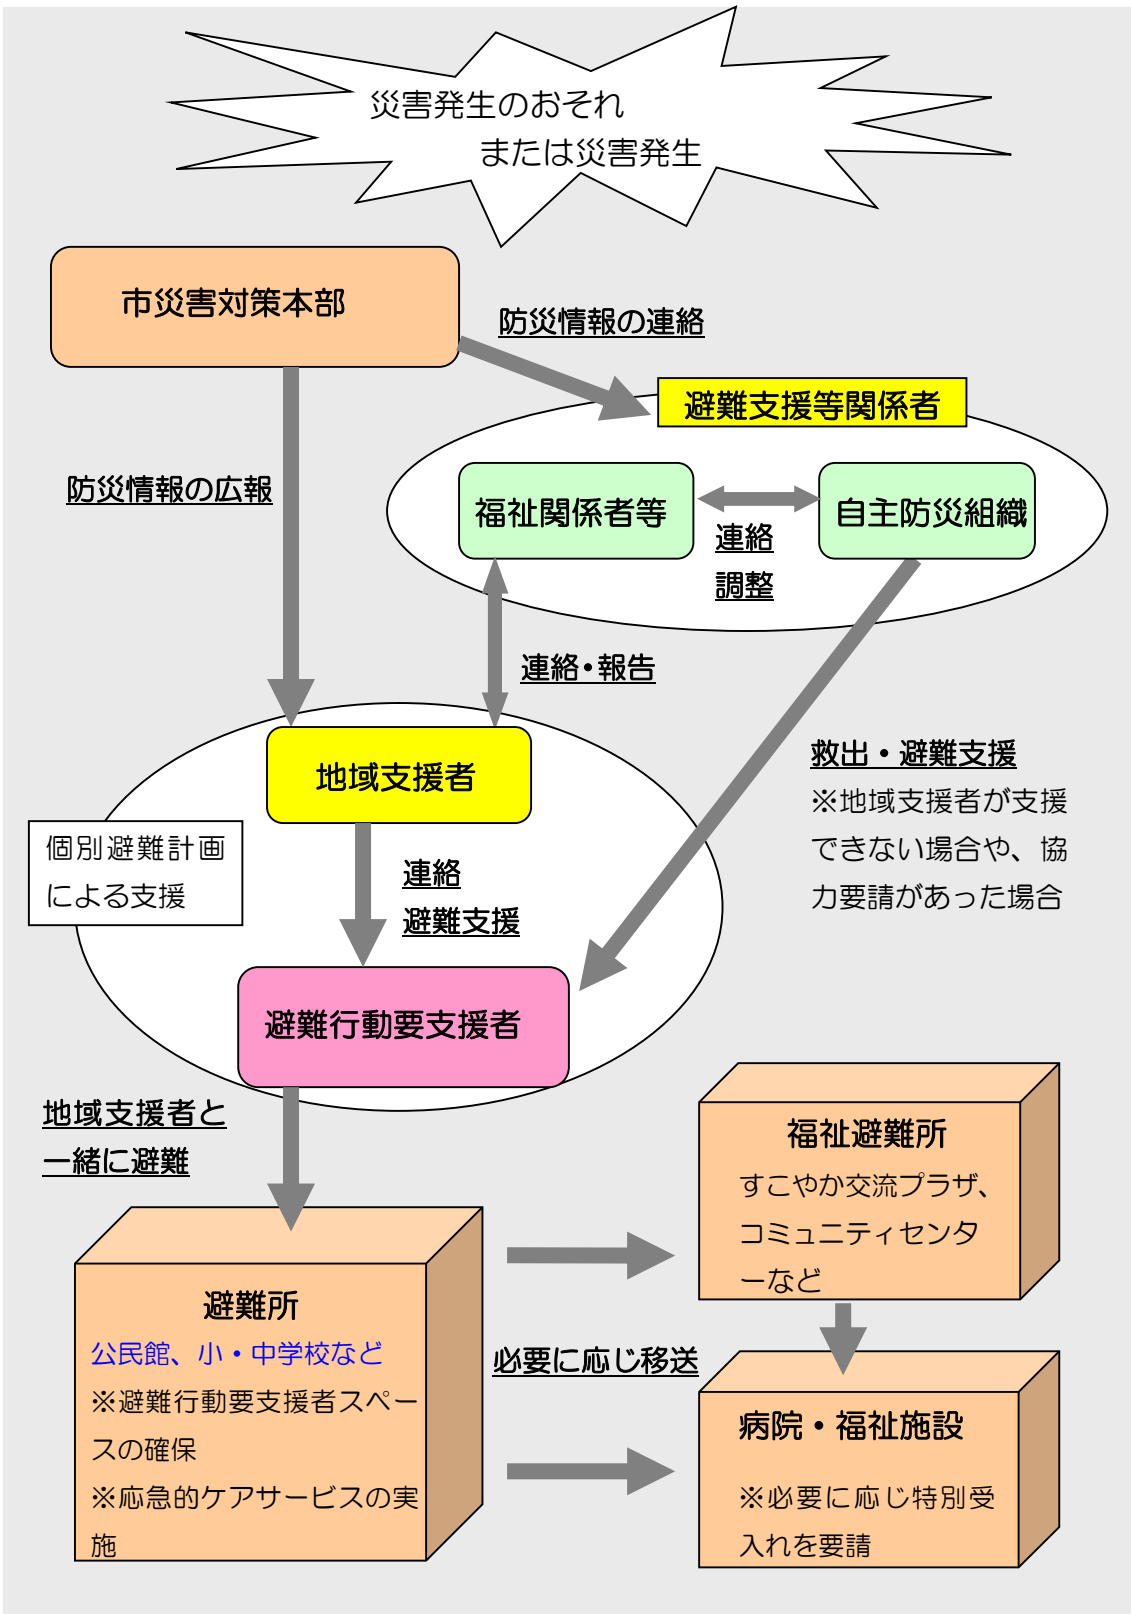 災害発生のおそれ
または災害発生
市災害対策本部
防災情報の連絡
避難支援等関係者
防災情報の広報
福祉関係者等
自主防災組織
連絡
調整
連絡・報告
地域支援者
救出・避難支援
※地域支援者が支援
できない場合や、協
力要請があった場合
個別避難計画
による支援
連絡
避難支援
避難行動要支援者
地域支援者と
一緒に避難
福祉避難所
すこやか交流プラザ、
コミュニティセンタ
ーなど
避難所
公民館、小・中学校など
※避難行動要支援者スペー
スの確保
※応急的ケアサービスの実
施
必要に応じ移送
病院・福祉施設
※必要に応じ特別受
入れを要請